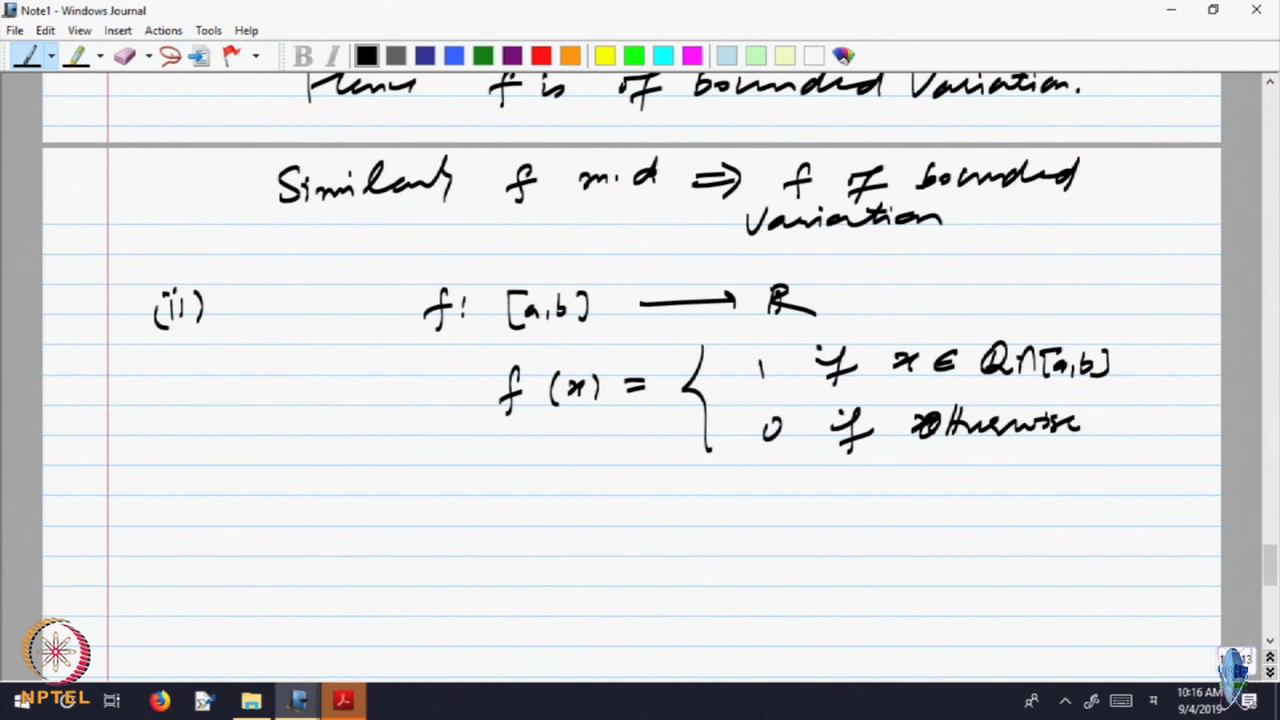 Note1 - Windows Journal
File Edit View Insert Actions Tools Help
Hence f is of bounded Variation.
Similarly f m.d ⇒ f of bounded
Variation
(ii) f: [a,b] ⟶ R
f(x) = { 1 if x ∈ Q∩[a,b]
0 if otherwise
NPTEL
10:16 AM
9/4/2019